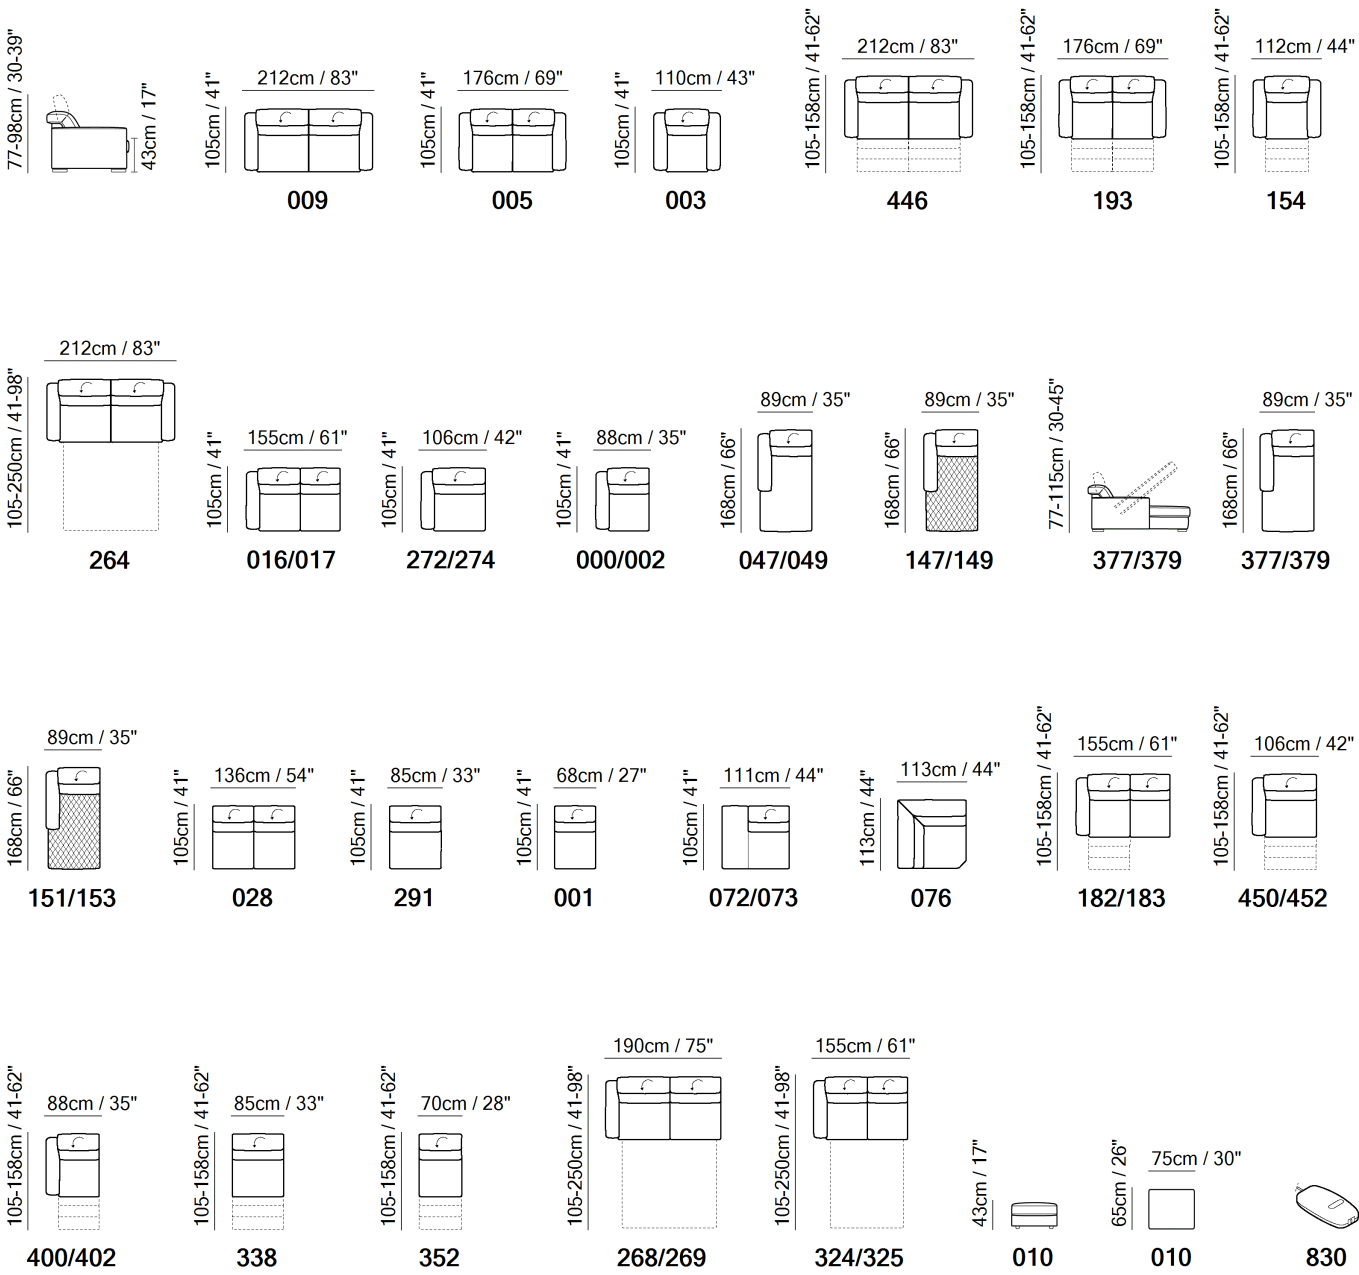 77-98cm / 30-39"
43cm / 17"
105cm / 41"
212cm / 83"
009
105cm / 41"
176cm / 69"
005
105cm / 41"
110cm / 43"
003
105-158cm / 41-62"
212cm / 83"
446
105-158cm / 41-62"
176cm / 69"
193
105-158cm / 41-62"
112cm / 44"
154
105-250cm / 41-98"
212cm / 83"
264
105cm / 41"
155cm / 61"
016/017
105cm / 41"
106cm / 42"
272/274
105cm / 41"
88cm / 35"
000/002
168cm / 66"
89cm / 35"
047/049
168cm / 66"
89cm / 35"
147/149
77-115cm / 30-45"
377/379
168cm / 66"
89cm / 35"
377/379
168cm / 66"
89cm / 35"
151/153
105cm / 41"
136cm / 54"
028
105cm / 41"
85cm / 33"
291
105cm / 41"
68cm / 27"
001
105cm / 41"
111cm / 44"
072/073
113cm / 44"
113cm / 44"
076
105-158cm / 41-62"
155cm / 61"
182/183
105-158cm / 41-62"
106cm / 42"
450/452
105-158cm / 41-62"
88cm / 35"
400/402
105-158cm / 41-62"
85cm / 33"
338
105-158cm / 41-62"
70cm / 28"
352
105-250cm / 41-98"
190cm / 75"
268/269
105-250cm / 41-98"
155cm / 61"
324/325
43cm / 17"
010
65cm / 26"
75cm / 30"
010
830